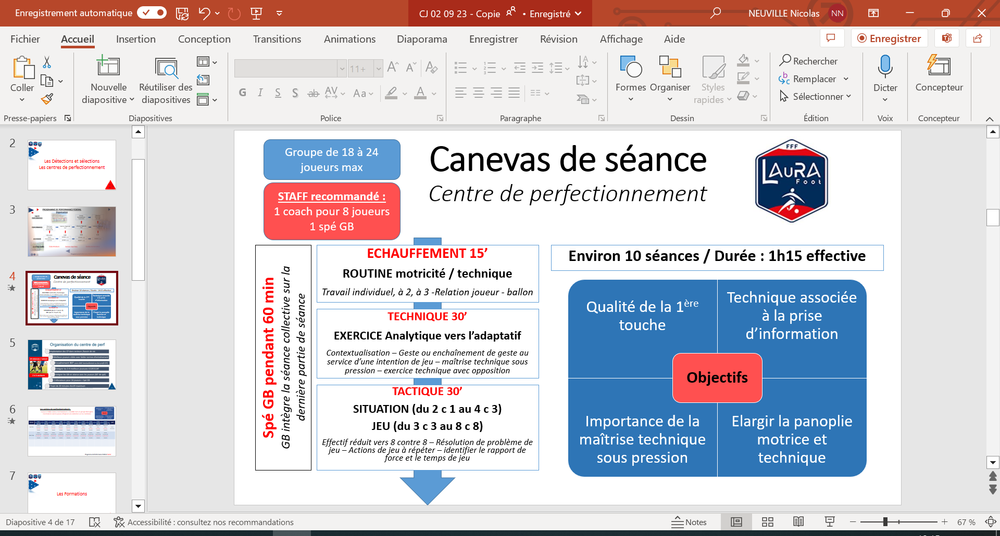 Enregistrement automatique
CJ 02 09 23 - Copie • Enregistré
NEUVILLE Nicolas
NN
Fichier
Accueil
Insertion
Conception
Transitions
Animations
Diaporama
Enregistrer
Révision
Affichage
Aide
Enregistrer
Coller
Nouvelle
diapositive
Réutiliser des
diapositives
11+
G I S S ab AV Aa A
Formes
Organiser
Styles
rapides
Rechercher
Remplacer
Sélectionner
Dicter
Concepteur
Presse-papiers
Diapositives
Police
Paragraphe
Dessin
Édition
Voix
Concepteur
2
Les Détections et sélections
Les centres de perfectionnement
3
PROGRAMME DE PERFORMANCE FEDERAL
4
Canevas de séance
Centre de perfectionnement
5
Organisation du centre de perf
6
7
Les Formations
Groupe de 18 à 24
joueurs max
STAFF recommandé :
1 coach pour 8 joueurs
1 spé GB
Canevas de séance
Centre de perfectionnement
FFF
LAuRA
Foot
Spé GB pendant 60 min
GB intègre la séance collective sur la
dernière partie de séance
ECHAUFFEMENT 15’
ROUTINE motricité / technique
Travail individuel, à 2, à 3 -Relation joueur - ballon
TECHNIQUE 30’
EXERCICE Analytique vers l’adaptatif
Contextualisation – Geste ou enchaînement de geste au
service d’une intention de jeu – maîtrise technique sous
pression – exercice technique avec opposition
TACTIQUE 30’
SITUATION (du 2 c 1 au 4 c 3)
JEU (du 3 c 3 au 8 c 8)
Effectif réduit vers 8 contre 8 – Résolution de problème de
jeu – Actions de jeu à répéter – identifier le rapport de
force et le temps de jeu
Environ 10 séances / Durée : 1h15 effective
Qualité de la 1ère
touche
Technique associée
à la prise
d’information
Objectifs
Importance de la
maîtrise technique
sous pression
Elargir la panoplie
motrice et
technique
Diapositive 4 de 17
Accessibilité : consultez nos recommandations
Notes
67 %